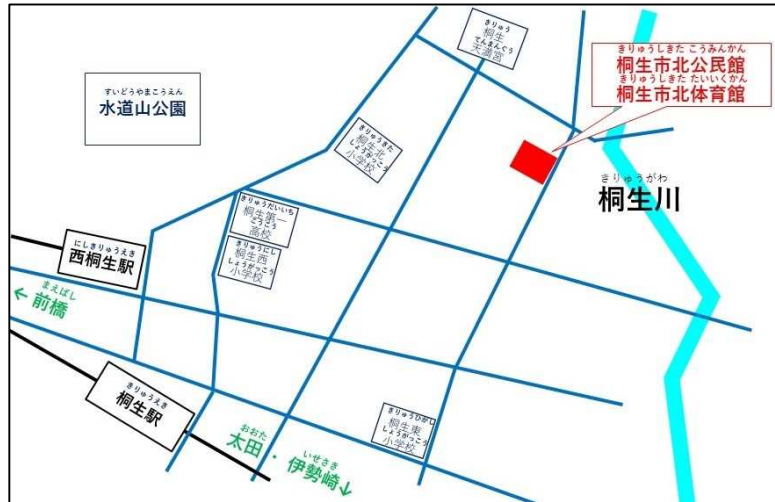 きりゅう
桐生
てんまんぐう
天満宮
きりゅうしきた こうみんかん
桐生市北公民館
きりゅうしきた たいいくかん
桐生市北体育館
すいどうやまこうえん
水道山公園
きりゅうきた
桐生北
しょうがっこう
小学校
きりゅうがわ
桐生川
きりゅうだいいち
桐生第一
こうこう
高校
きりゅうにし
桐生西
しょうがっこう
小学校
にしきりゅうえき
西桐生駅
まえばし
← 前橋
きりゅうえき
桐生駅
きりゅうひがし
桐生東
しょうがっこう
小学校
おおた
太田 ・
いせさき
伊勢崎↓